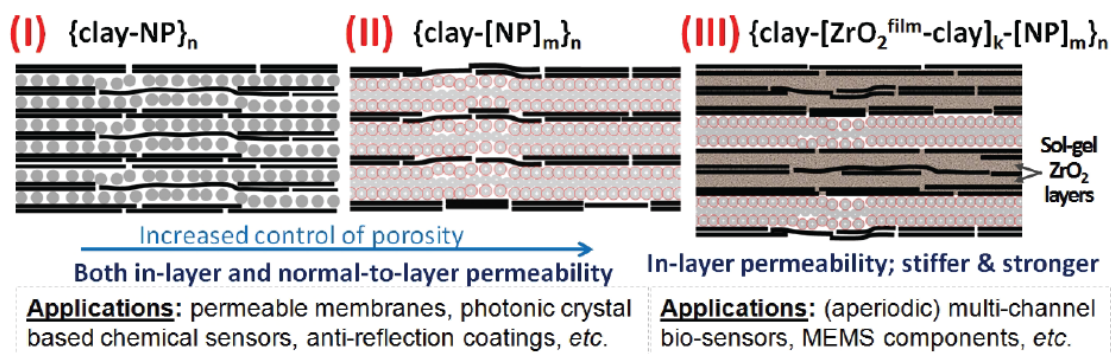 (I) {clay-NP}n
(II) {clay-[NP]m}n
(III) {clay-[ZrO2film-clay]k-[NP]m}n
Sol-gel
ZrO2
layers
Increased control of porosity
Both in-layer and normal-to-layer permeability
In-layer permeability; stiffer & stronger
Applications: permeable membranes, photonic crystal
based chemical sensors, anti-reflection coatings, etc.
Applications: (aperiodic) multi-channel
bio-sensors, MEMS components, etc.